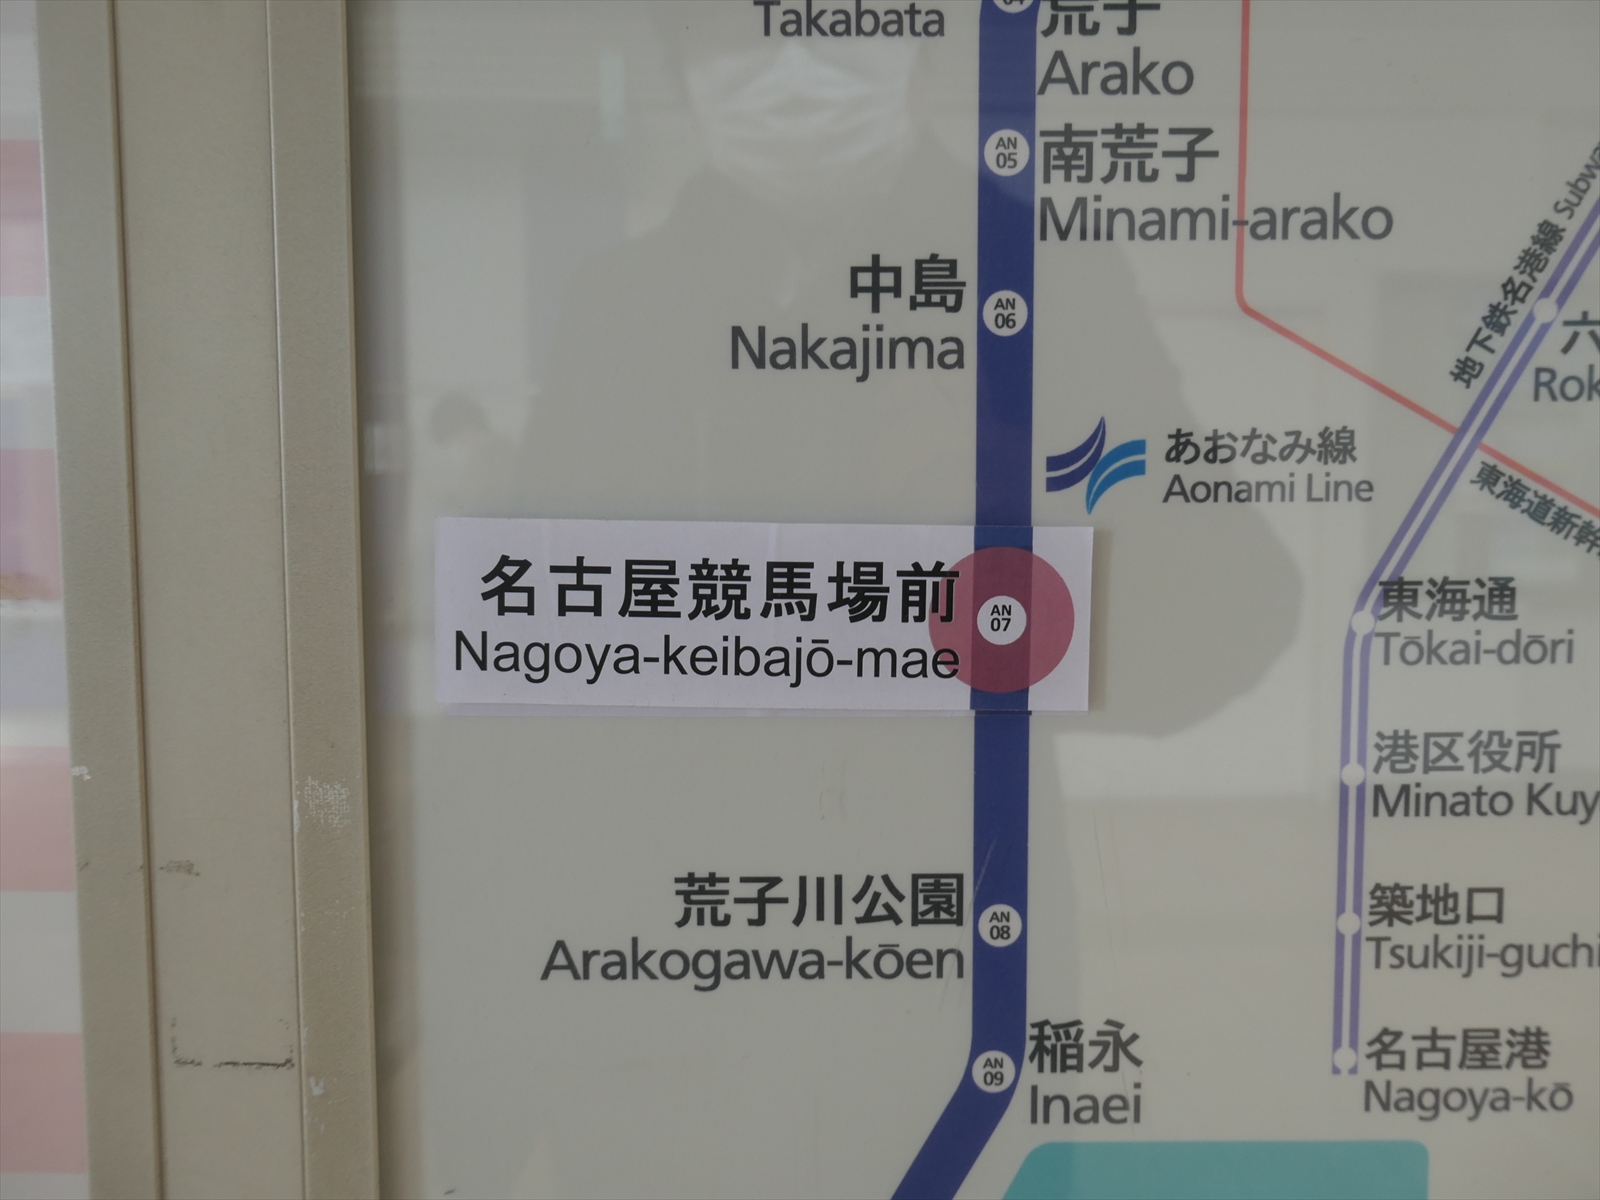 Takabata
荒子
Arako
AN
05
南荒子
Minami-arako
中島
Nakajima
AN
06
あおなみ線
Aonami Line
名古屋競馬場前
Nagoya-keibajō-mae
AN
07
荒子川公園
Arakogawa-kōen
AN
08
稲永
Inaei
AN
09
地下鉄名港線
東海道新幹
六
Rok
東海通
Tōkai-dōri
港区役所
Minato Kuy
築地口
Tsukiji-guchi
名古屋港
Nagoya-kō